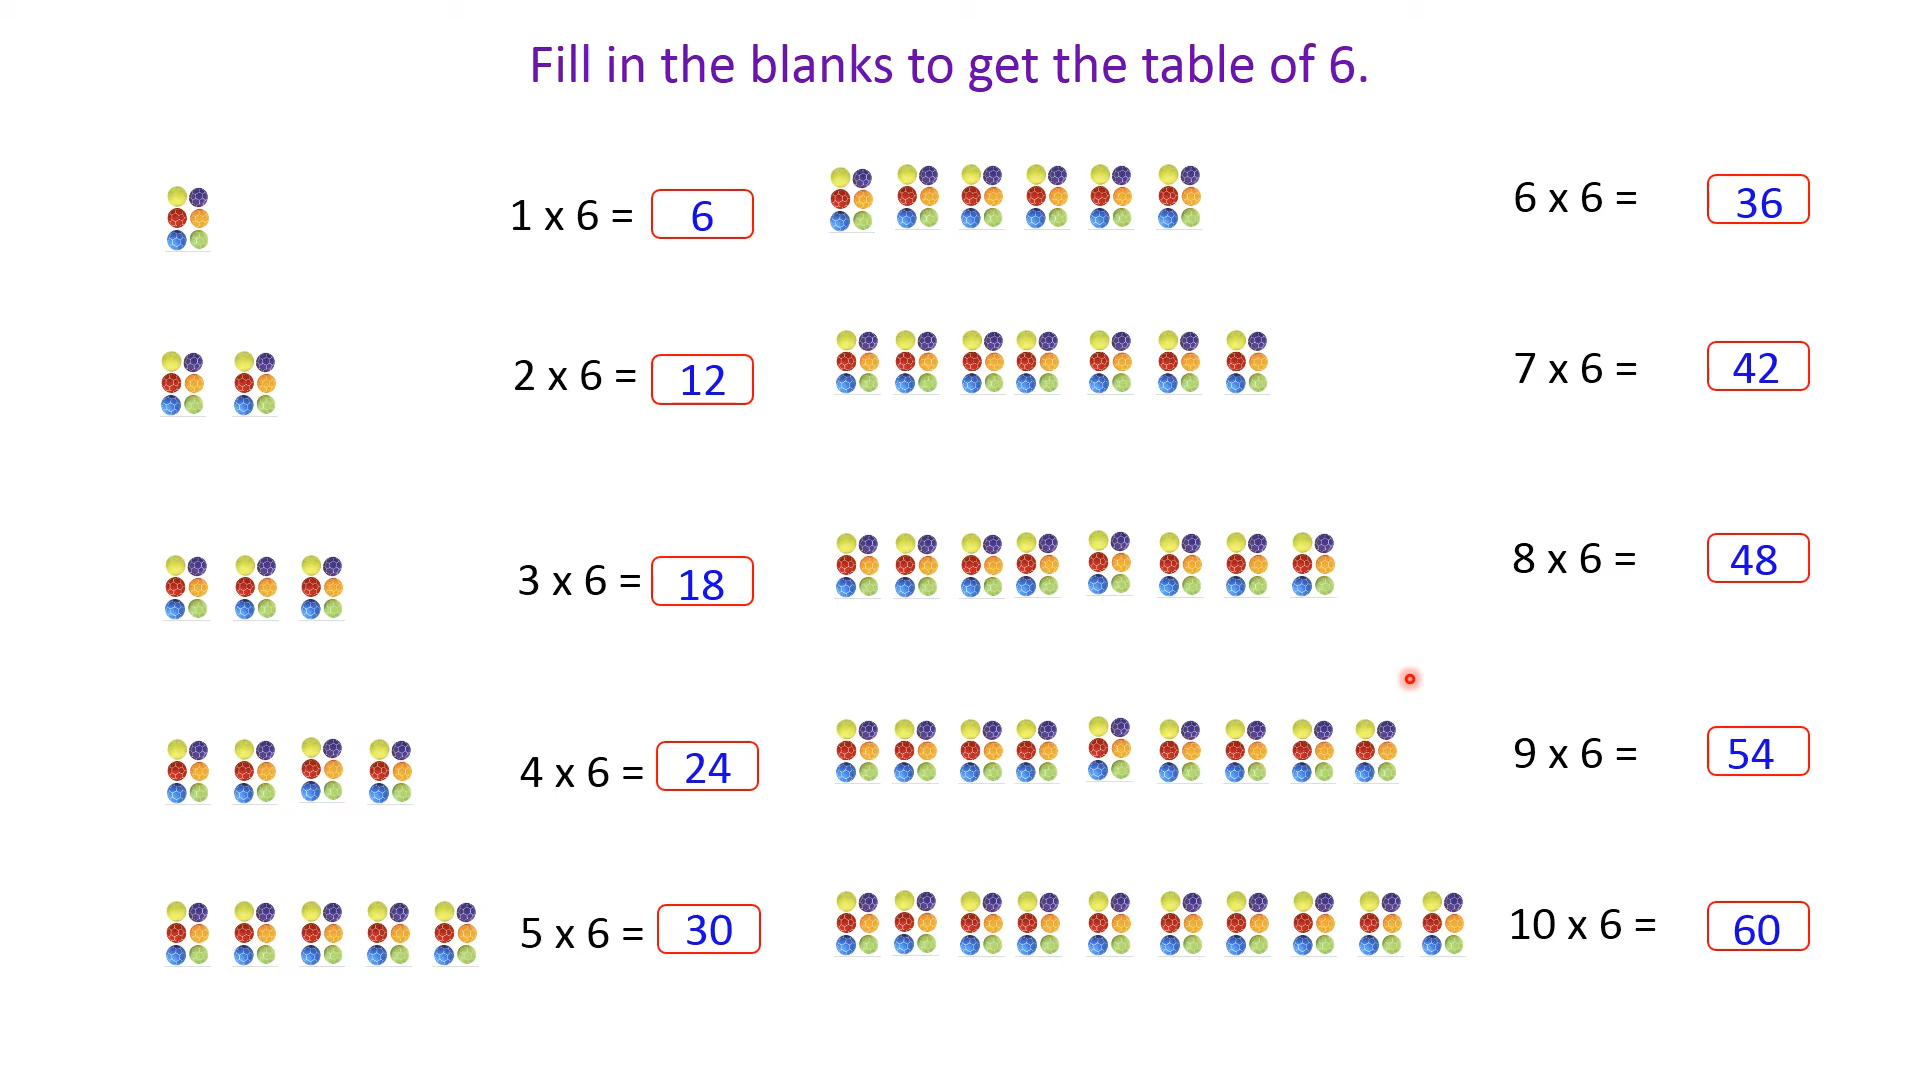 Fill in the blanks to get the table of 6.
1 x 6 = 6
2 x 6 = 12
3 x 6 = 18
4 x 6 = 24
5 x 6 = 30
6 x 6 = 36
7 x 6 = 42
8 x 6 = 48
9 x 6 = 54
10 x 6 = 60